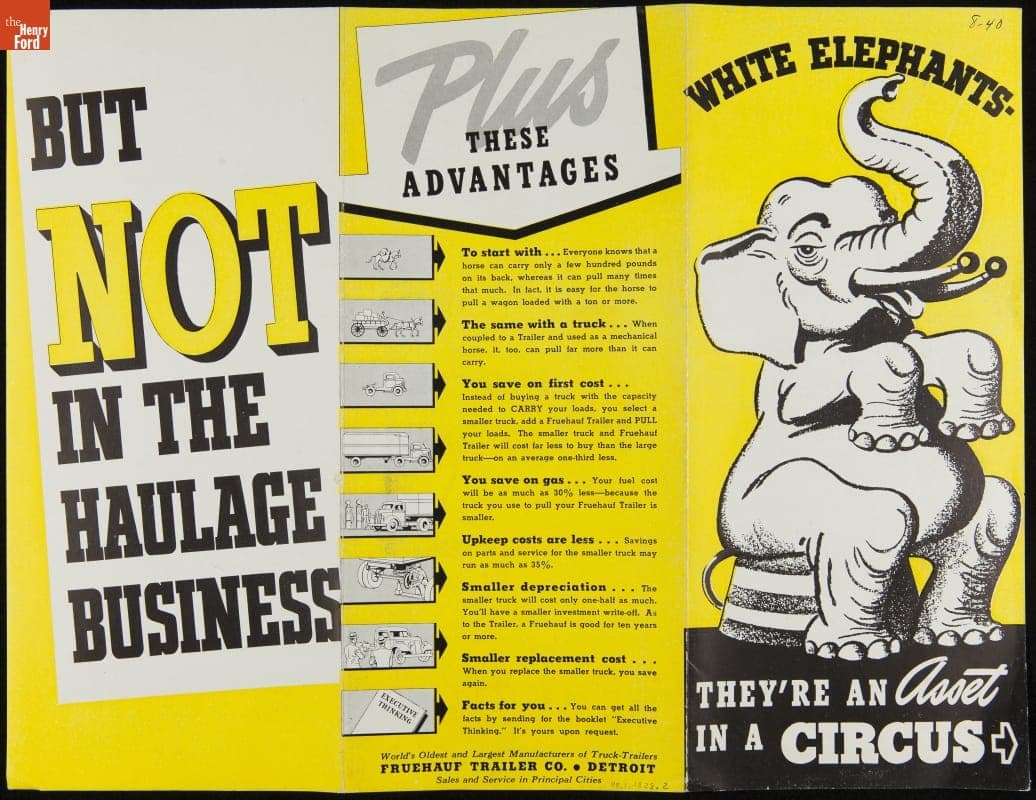 the
Henry
Ford
BUT
NOT
IN THE
HAULAGE
BUSINESS
Plus
THESE
ADVANTAGES
To start with ... Everyone knows that a
horse can carry only a few hundred pounds
on its back, whereas it can pull many times
that much. In fact, it is easy for the horse to
pull a wagon loaded with a ton or more.
The same with a truck ... When
coupled to a Trailer and used as a mechanical
horse, it, too, can pull far more than it can
carry.
You save on first cost ...
Instead of buying a truck with the capacity
needed to CARRY your loads, you select a
smaller truck, add a Fruehauf Trailer and PULL
your loads. The smaller truck and Fruehauf
Trailer will cost far less to buy than the large
truck—on an average one-third less.
You save on gas ... Your fuel cost
will be as much as 30% less—because the
truck you use to pull your Fruehauf Trailer is
smaller.
Upkeep costs are less ... Savings
on parts and service for the smaller truck may
run as much as 35%.
Smaller depreciation ... The
smaller truck will cost only one-half as much.
You'll have a smaller investment write-off. As
to the Trailer, a Fruehauf is good for ten years
or more.
Smaller replacement cost ...
When you replace the smaller truck, you save
again.
EXECUTIVE
THINKING
Facts for you ... You can get all the
facts by sending for the booklet "Executive
Thinking." It's yours upon request.
World's Oldest and Largest Manufacturers of Truck-Trailers
FRUEHAUF TRAILER CO. • DETROIT
Sales and Service in Principal Cities
8-40
WHITE ELEPHANTS-
THEY'RE AN Asset
IN A CIRCUS